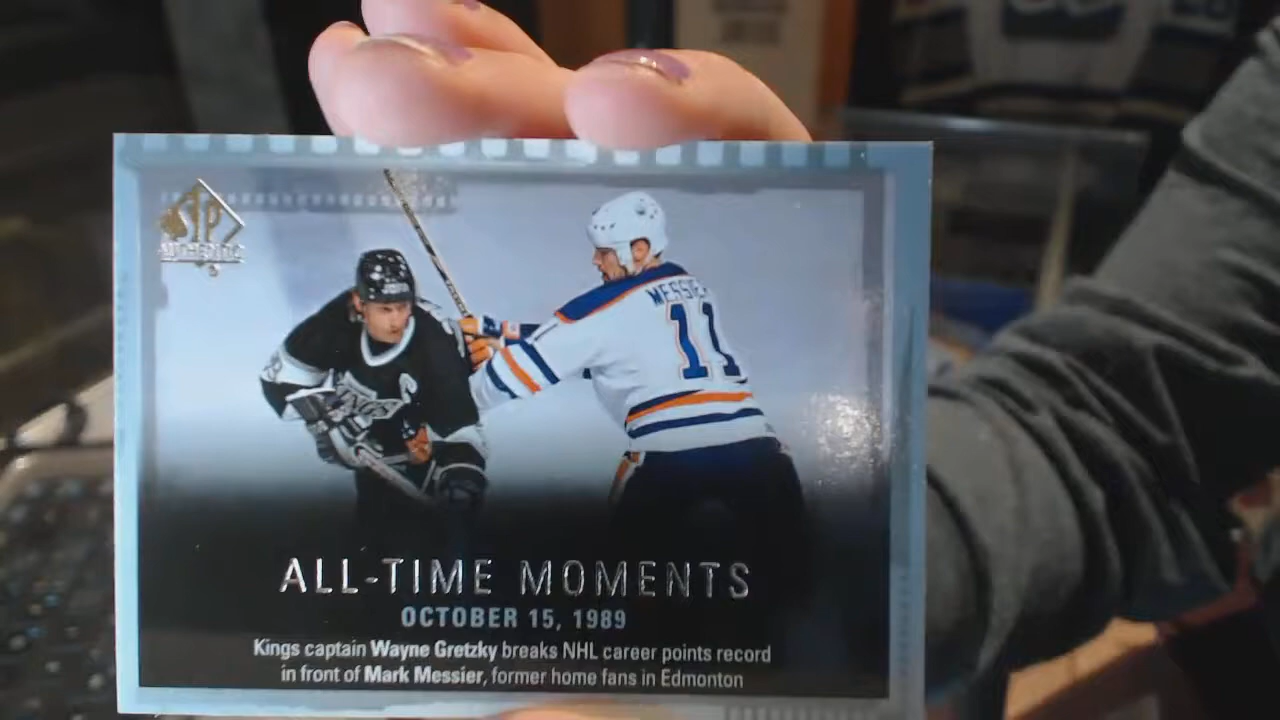 SP
AUTHENTIC
MESSIER
11
ALL-TIME MOMENTS
OCTOBER 15, 1989
Kings captain Wayne Gretzky breaks NHL career points record
in front of Mark Messier, former home fans in Edmonton